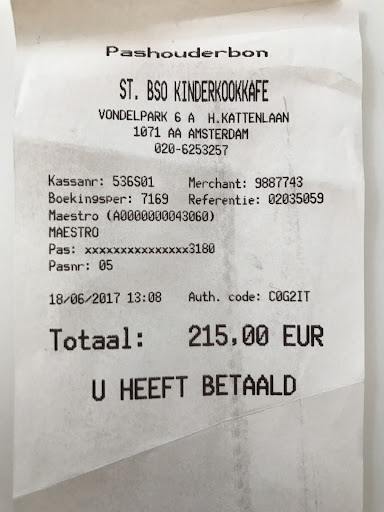 Pashouderbon
ST. BSO KINDERKOOKKAFE
VONDELPARK 6 A H.KATTENLAAN
1071 AA AMSTERDAM
020-6253257
Kassanr: 536S01 Merchant: 9887743
Boekingsper: 7169 Referentie: 02035059
Maestro (A0000000043060)
MAESTRO
Pas: xxxxxxxxxxxxxxx3180
Pasnr: 05
18/06/2017 13:08 Auth. code: C0G2IT
Totaal: 215,00 EUR
U HEEFT BETAALD